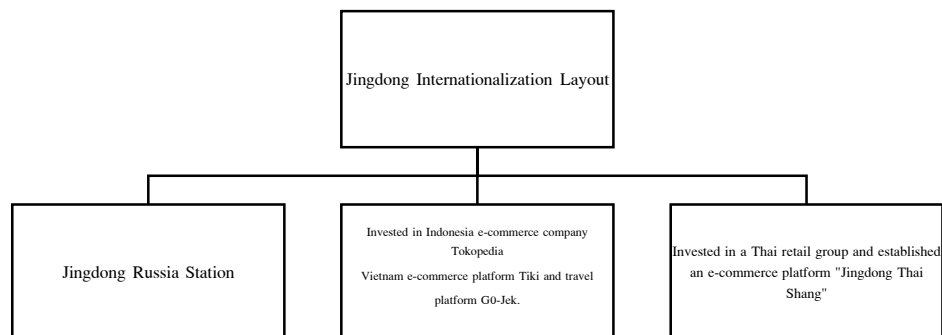 Jingdong Internationalization Layout
Jingdong Russia Station
Invested in Indonesia e-commerce company
Tokopedia
Vietnam e-commerce platform Tiki and travel
platform G0-Jek.
Invested in a Thai retail group and established
an e-commerce platform "Jingdong Thai
Shang"